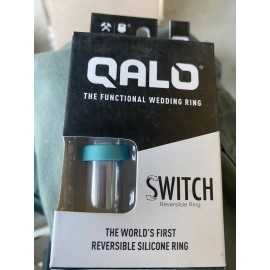 QALO®
THE FUNCTIONAL WEDDING RING
SWITCH
Reversible Ring
THE WORLD'S FIRST
REVERSIBLE SILICONE RING